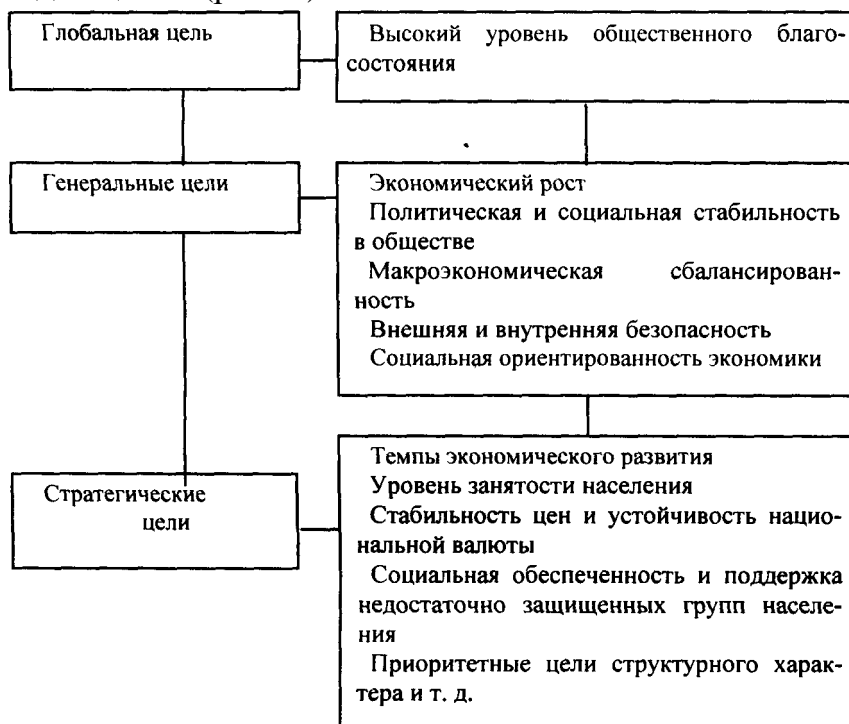 Глобальная цель
Высокий уровень общественного благо-
состояния
Генеральные цели
Экономический рост
Политическая и социальная стабильность
в обществе
Макроэкономическая сбалансирован-
ность
Внешняя и внутренняя безопасность
Социальная ориентированность экономики
Стратегические
цели
Темпы экономического развития
Уровень занятости населения
Стабильность цен и устойчивость нацио-
нальной валюты
Социальная обеспеченность и поддержка
недостаточно защищенных групп населе-
ния
Приоритетные цели структурного харак-
тера и т. д.